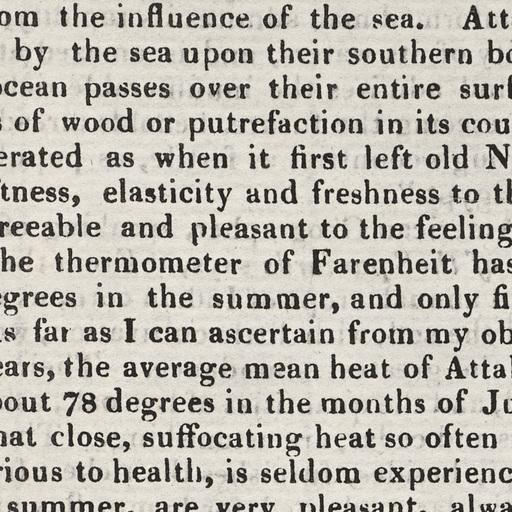 om the influence of the sea. Att
by the sea upon their southern bo
ocean passes over their entire surf
s of wood or putrefaction in its cou
erated as when it first left old N
tness, elasticity and freshness to th
reeable and pleasant to the feeling
he thermometer of Farenheit has
egrees in the summer, and only fi
as far as I can ascertain from my ob
ears, the average mean heat of Attal
bout 78 degrees in the months of Ju
hat close, suffocating heat so often
rious to health, is seldom experienc
summer, are very pleasant, alwa